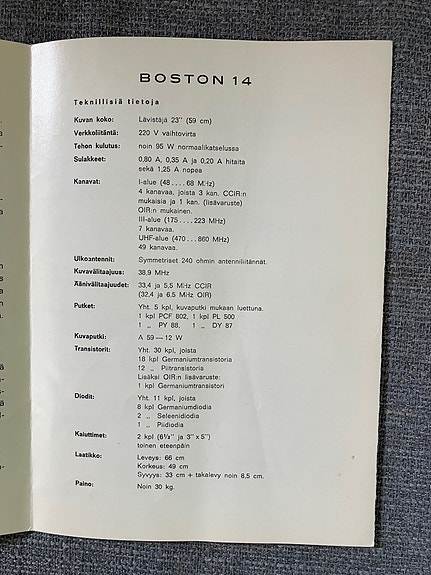 BOSTON 14
Teknillisiä tietoja
Kuvan koko: Lävistäjä 23" (59 cm)
Verkkoliitäntä: 220 V vaihtovirta
Tehon kulutus: noin 95 W normaalikatselussa
Sulakkeet: 0,80 A, 0,35 A ja 0,20 A hitaita
sekä 1,25 A nopea
Kanavat: I-alue (48 .... 68 MHz)
4 kanavaa, joista 3 kan. CCIR:n
mukaisia ja 1 kan. (lisävaruste)
OIR:n mukainen.
III-alue (175 .... 223 MHz)
7 kanavaa.
UHF-alue (470 ... 860 MHz)
49 kanavaa.
Ulkoantennit: Symmetriset 240 ohmin antenniliitännät.
Kuvavälitaajuus: 38,9 MHz
Äänivälitaajuudet: 33,4 ja 5,5 MHz CCIR
(32,4 ja 6,5 MHz OIR)
Putket: Yht. 5 kpl, kuvaputki mukaan luettuna.
1 kpl PCF 802, 1 kpl PL 500
1 „ PY 88, 1 „ DY 87
Kuvaputki: A 59 — 12 W
Transistorit: Yht. 30 kpl, joista
18 kpl Germaniumtransistoria
12 „ Piitransistoria
Lisäksi OIR:n lisävaruste:
1 kpl Germaniumtransistori
Diodit: Yht. 11 kpl, joista
8 kpl Germaniumdiodia
2 „ Seleenidiodia
1 „ Piidiodia
Kaiuttimet: 2 kpl (6½" ja 3" x 5")
toinen eteenpäin
Laatikko: Leveys: 66 cm
Korkeus: 49 cm
Syvyys: 33 cm + takalevy noin 8,5 cm.
Paino: Noin 30 kg.